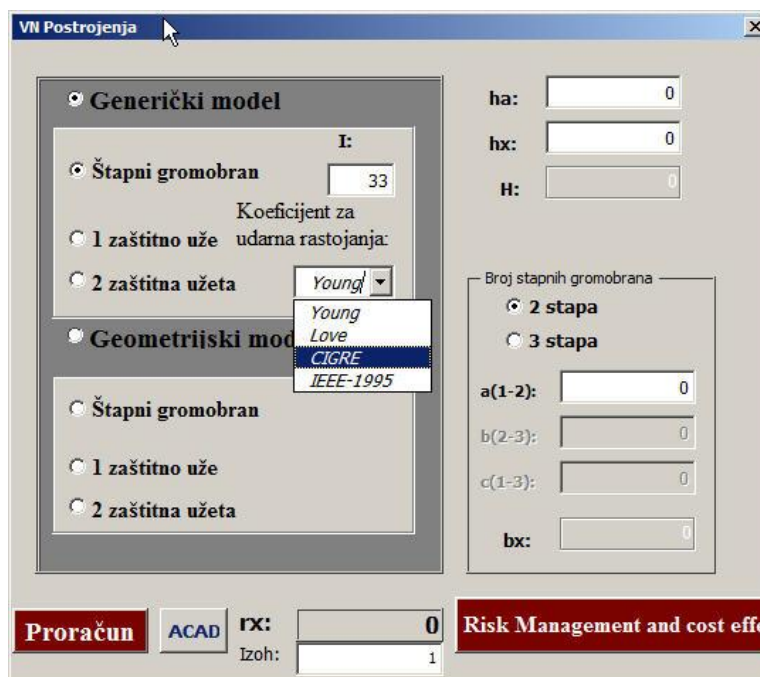 VN Postrojenja
Generički model
I:
Štapni gromobran
33
Koeficijent za
udarna rastojanja:
1 zaštitno uže
2 zaštitna užeta
Young
Young
Love
CIGRE
IEEE-1995
Geometrijski mod
Štapni gromobran
1 zaštitno uže
2 zaštitna užeta
ha:
0
hx:
0
H:
0
Broj stapnih gromobrana
2 stapa
3 stapa
a(1-2):
0
b(2-3):
0
c(1-3):
0
bx:
0
Proračun
ACAD
rx:
0
Izoh:
1
Risk Management and cost effe